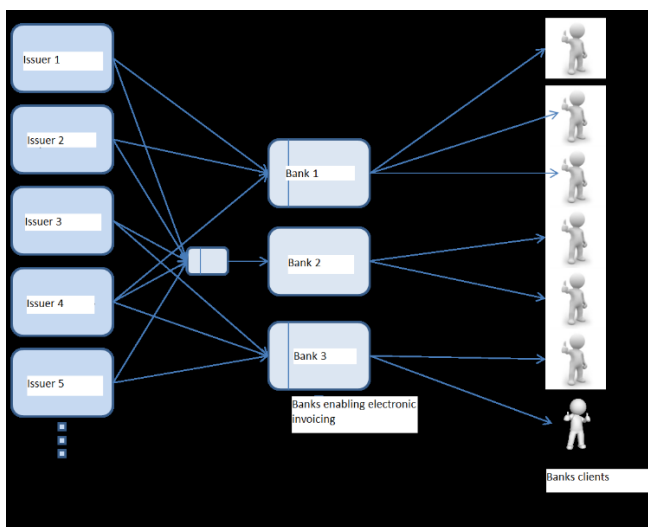 Issuer 1
Issuer 2
Bank 1
Issuer 3
Bank 2
Issuer 4
Bank 3
Issuer 5
Banks enabling electronic
invoicing
Banks clients